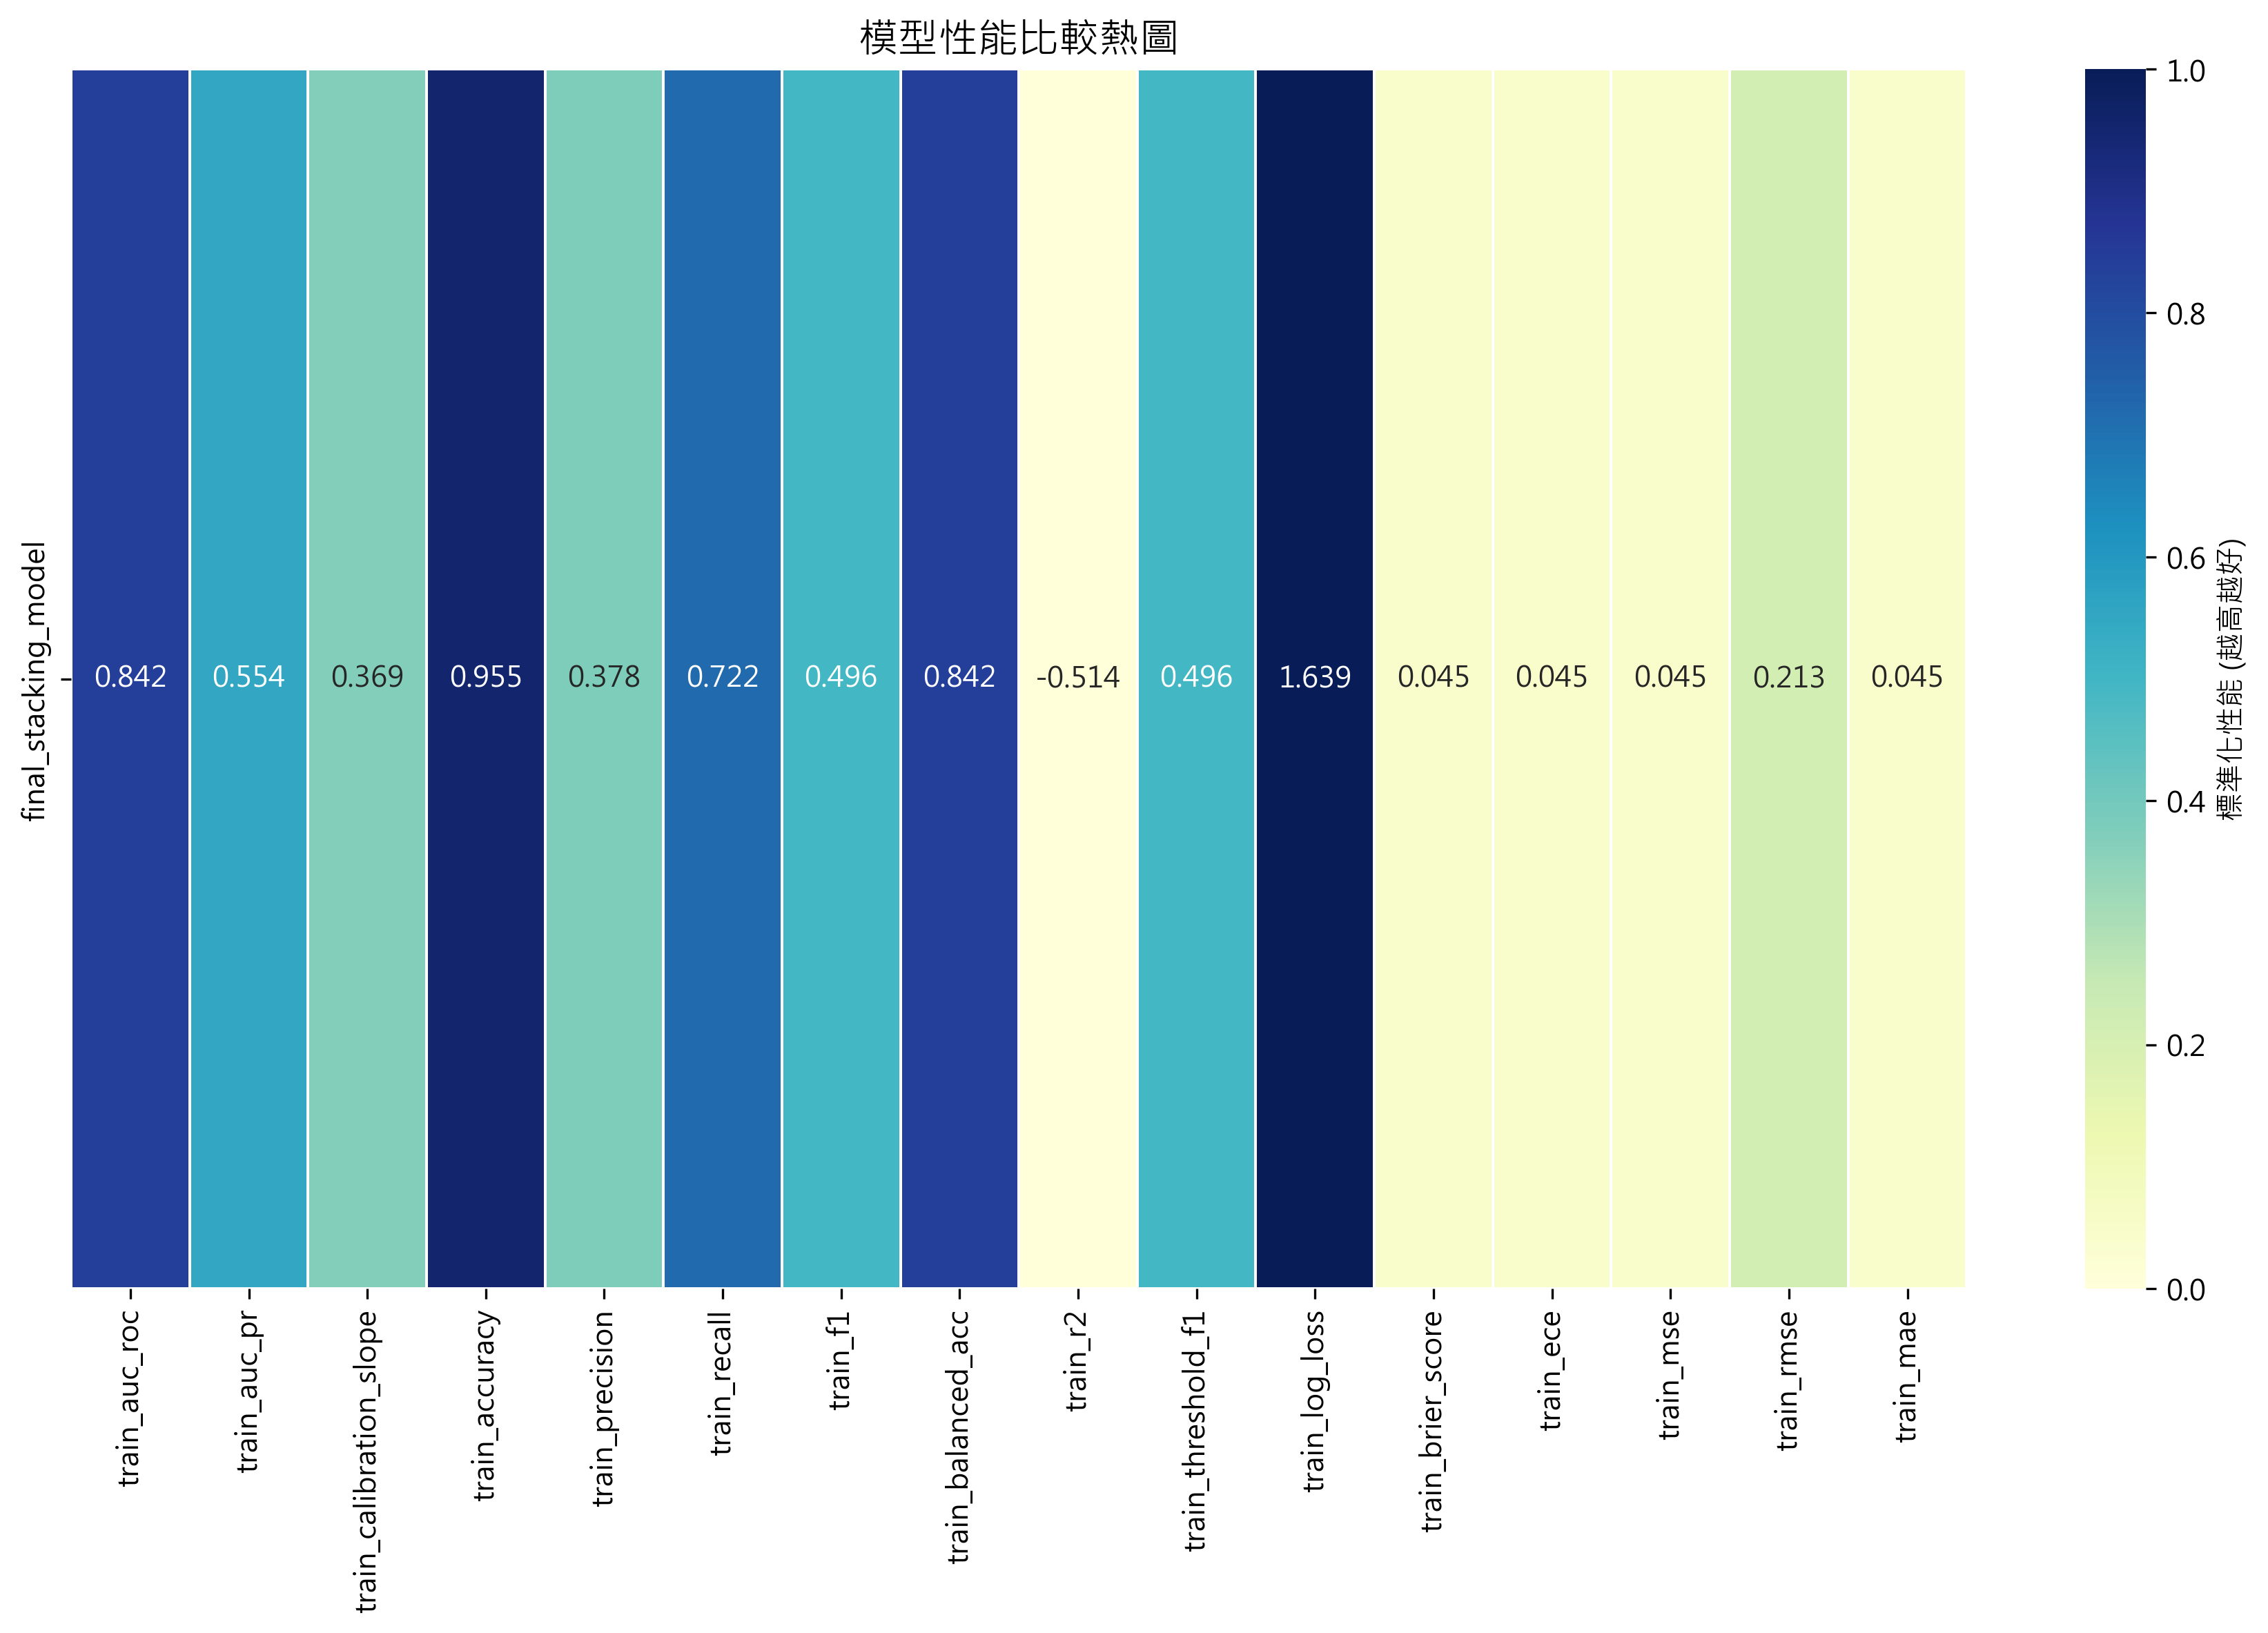 模型性能比較熱圖
final_stacking_model
0.842 0.554 0.369 0.955 0.378 0.722 0.496 0.842 -0.514 0.496 1.639 0.045 0.045 0.045 0.213 0.045
train_auc_roc
train_auc_pr
train_calibration_slope
train_accuracy
train_precision
train_recall
train_f1
train_balanced_acc
train_r2
train_threshold_f1
train_log_loss
train_brier_score
train_ece
train_mse
train_rmse
train_mae
1.0
0.8
0.6
0.4
0.2
0.0
標準化性能 (越高越好)